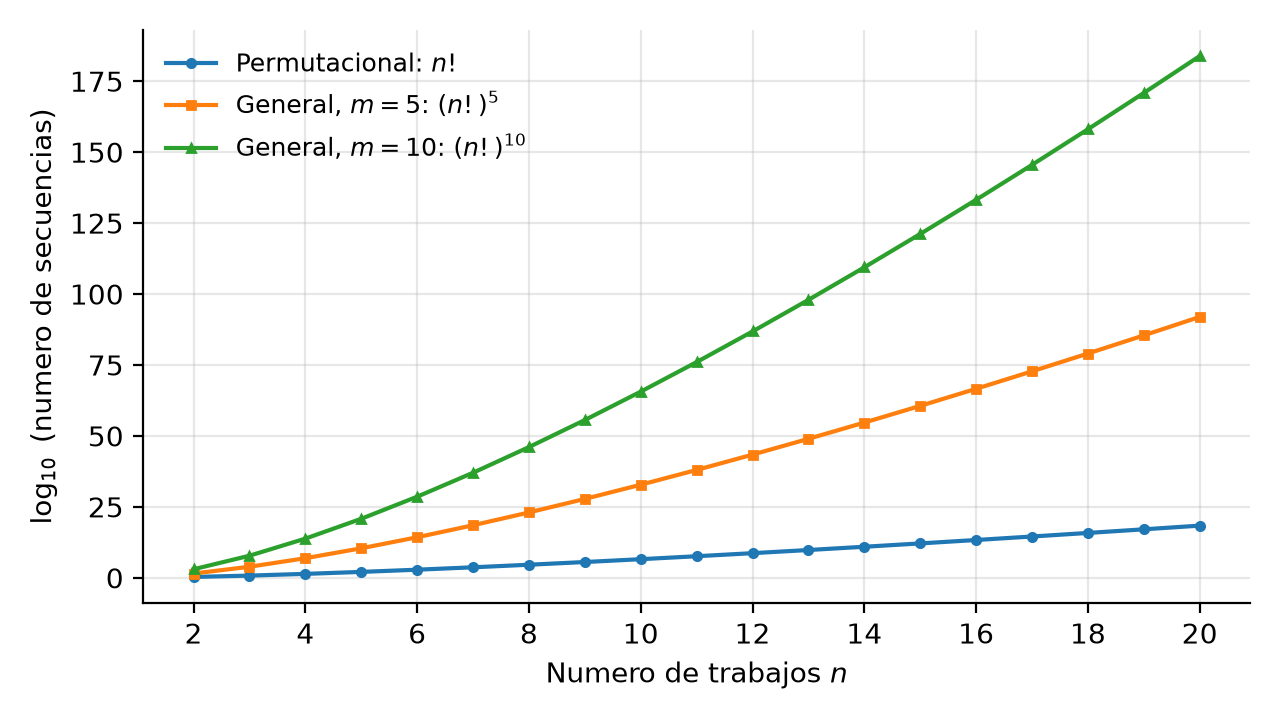 Permutacional: n!
General, m = 5: (n!)⁵
General, m = 10: (n!)¹⁰
log₁₀ (numero de secuencias)
175
150
125
100
75
50
25
0
2 4 6 8 10 12 14 16 18 20
Numero de trabajos n